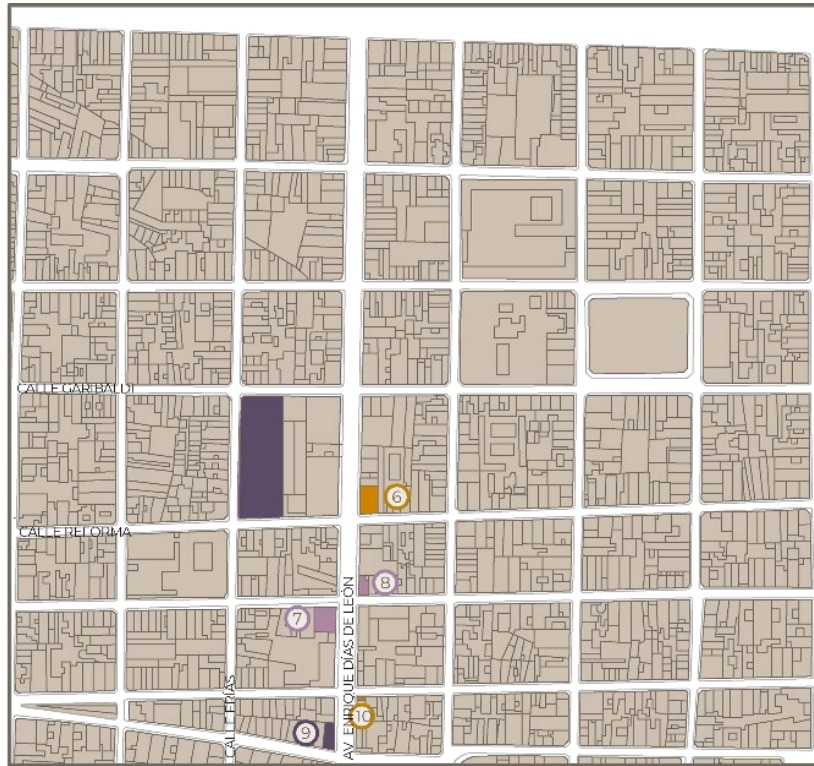 CALLE GARIBALDI
6
CALLE REFORMA
8
7
AV. ENRIQUE DÍAS DE LEÓN
CALLE FRÍAS
10
9